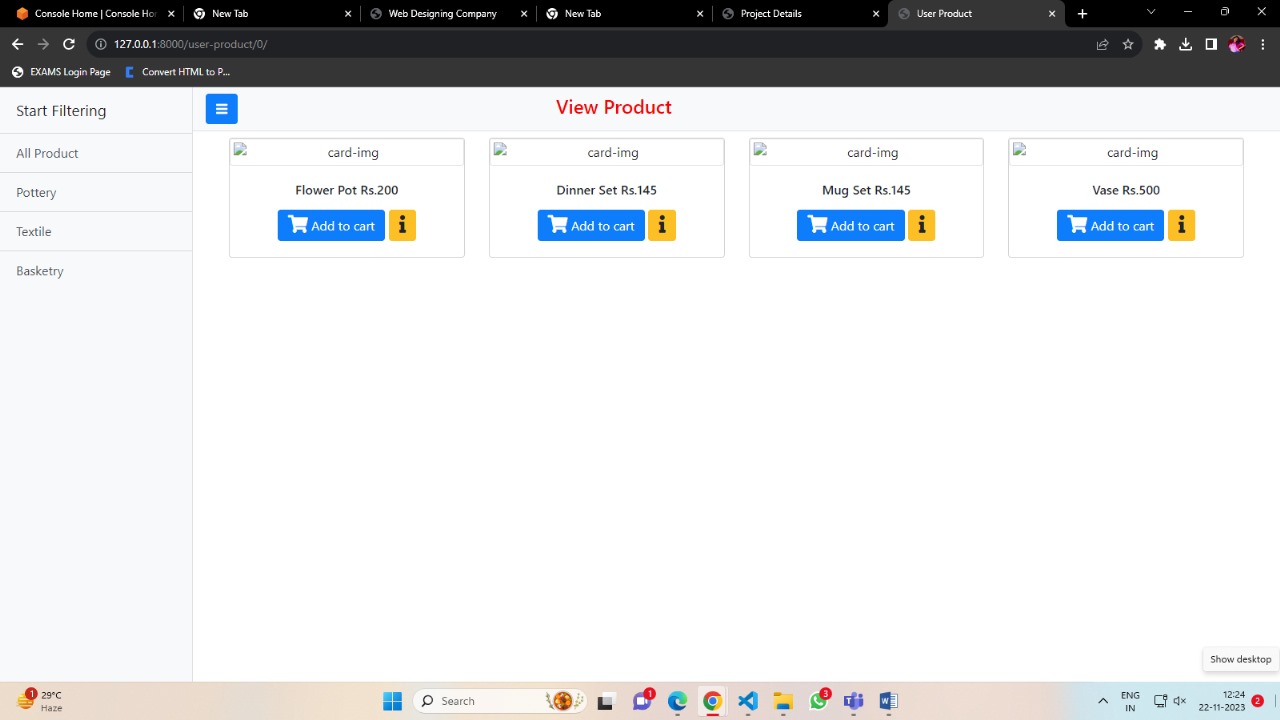 Console Home | Console Hor
New Tab
Web Designing Company
New Tab
Project Details
User Product
127.0.0.1:8000/user-product/0/
EXAMS Login Page
Convert HTML to P...
Start Filtering
View Product
All Product
Pottery
Textile
Basketry
card-img
card-img
card-img
card-img
Flower Pot Rs.200
Dinner Set Rs.145
Mug Set Rs.145
Vase Rs.500
Add to cart
Add to cart
Add to cart
Add to cart
Show desktop
1
29°C
Haze
Search
1
3
ENG
IN
12:24
22-11-2023
2